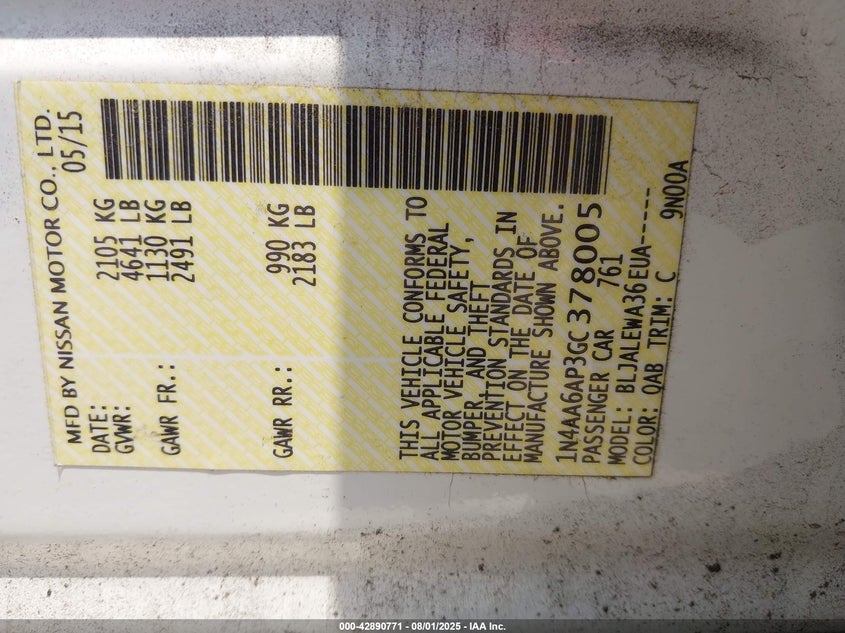 MFD BY NISSAN MOTOR CO., LTD.
DATE: 05/15
GVWR: 2105 KG
4641 LB
GAWR FR.: 1130 KG
2491 LB
GAWR RR.: 990 KG
2183 LB
THIS VEHICLE CONFORMS TO
ALL APPLICABLE FEDERAL
MOTOR VEHICLE SAFETY,
BUMPER, AND THEFT
PREVENTION STANDARDS IN
EFFECT ON THE DATE OF
MANUFACTURE SHOWN ABOVE.
1N4AA6AP3GC378005
PASSENGER CAR 761
MODEL: BLJALEWA36EUA-----
COLOR: QAB TRIM: C 9N00A
000-42890771 - 08/01/2025 - IAA Inc.